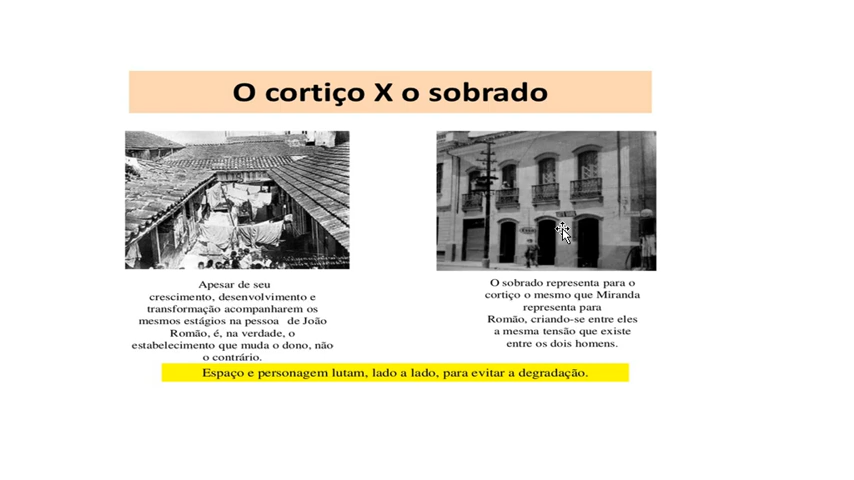 O cortiço X o sobrado
Apesar de seu
crescimento, desenvolvimento e
transformação acompanharem os
mesmos estágios na pessoa de João
Romão, é, na verdade, o
estabelecimento que muda o dono, não
o contrário.
O sobrado representa para o
cortiço o mesmo que Miranda
representa para
Romão, criando-se entre eles
a mesma tensão que existe
entre os dois homens.
Espaço e personagem lutam, lado a lado, para evitar a degradação.